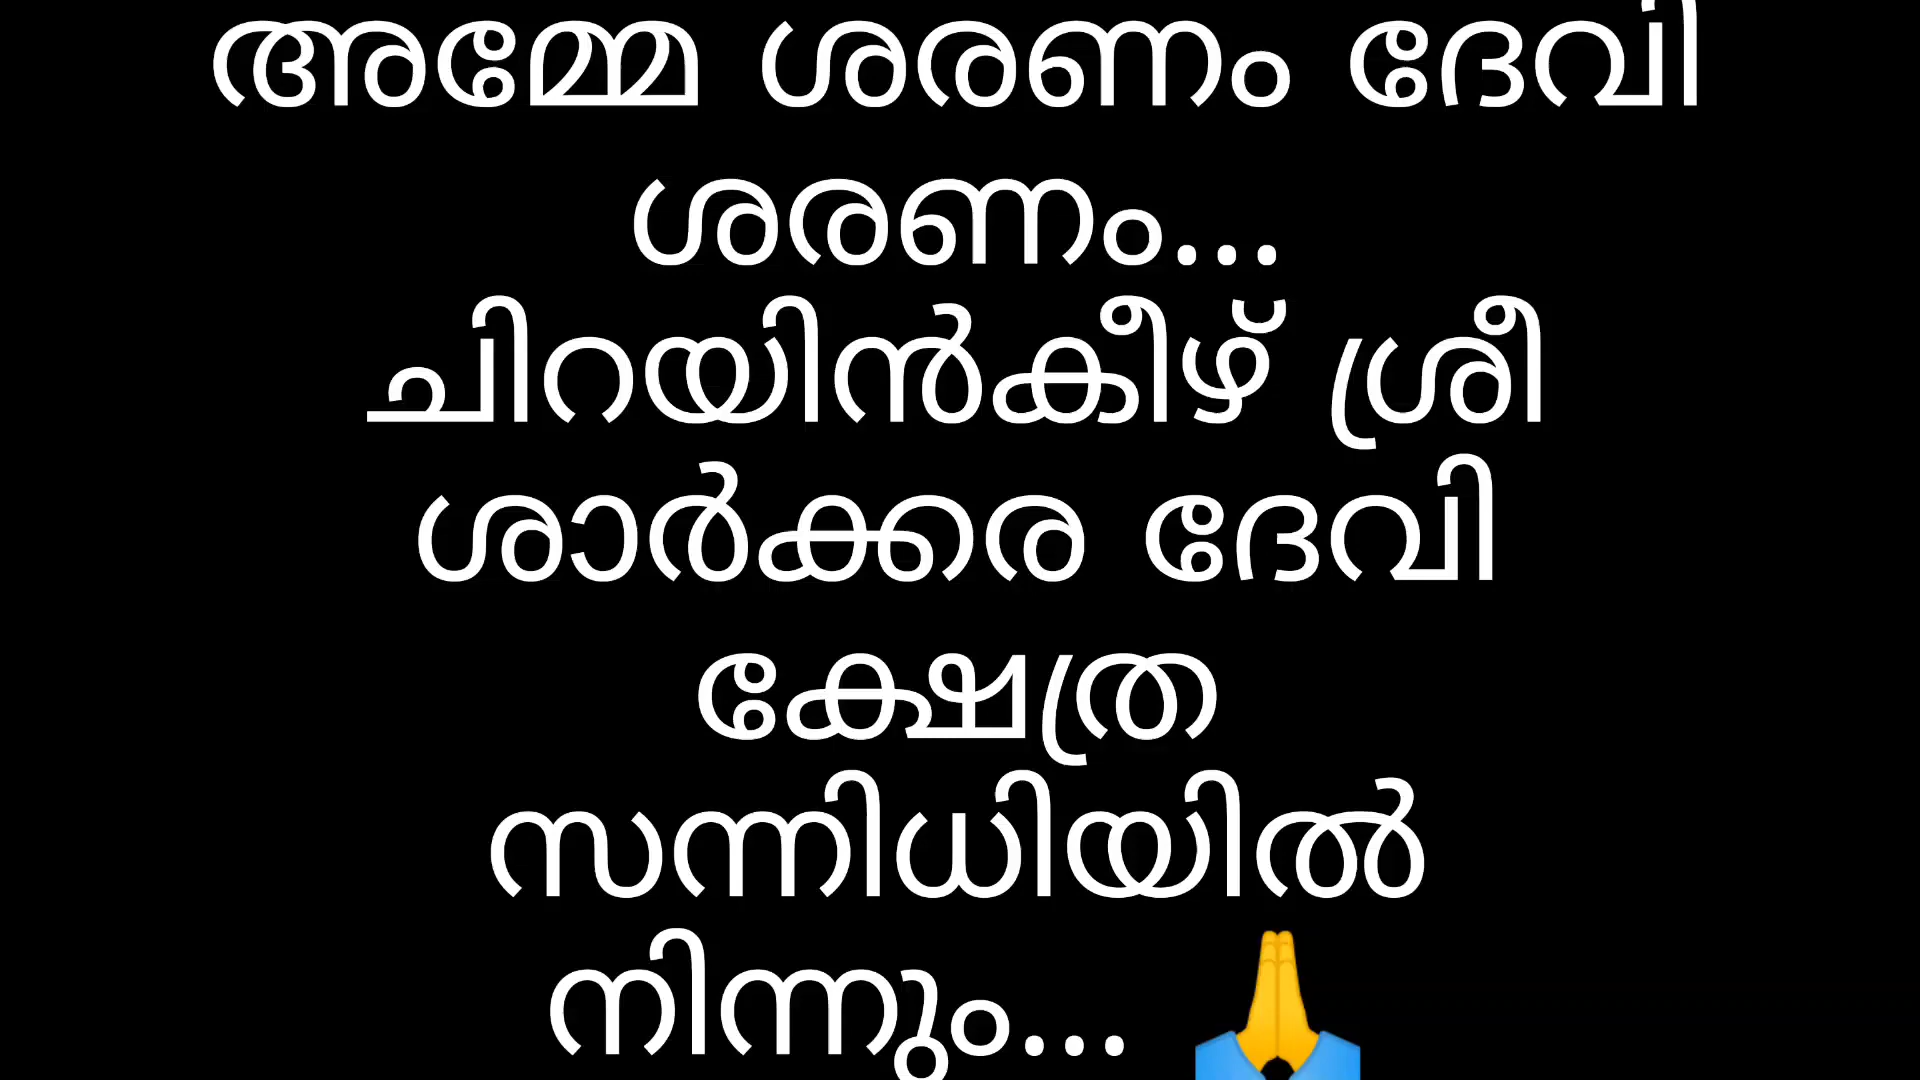 അമ്മേ ശരണം ദേവി
ശരണം...
ചിറയിൻകീഴ് ശ്രീ
ശാർക്കര ദേവി
ക്ഷേത്ര
സന്നിധിയിൽ
നിന്നും... 🙏